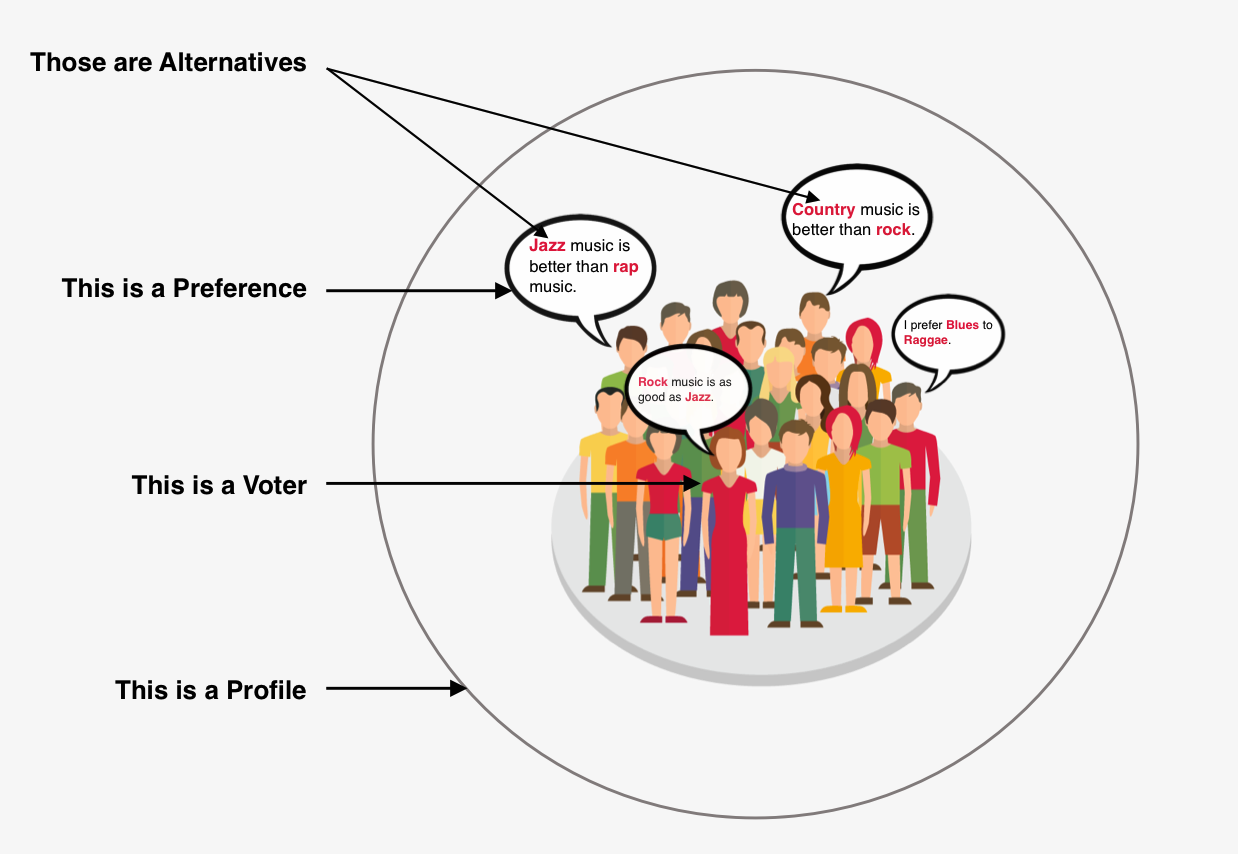 Those are Alternatives
Country music is
better than rock.
Jazz music is
better than rap
music.
This is a Preference
I prefer Blues to
Raggae.
Rock music is as
good as Jazz.
This is a Voter
This is a Profile